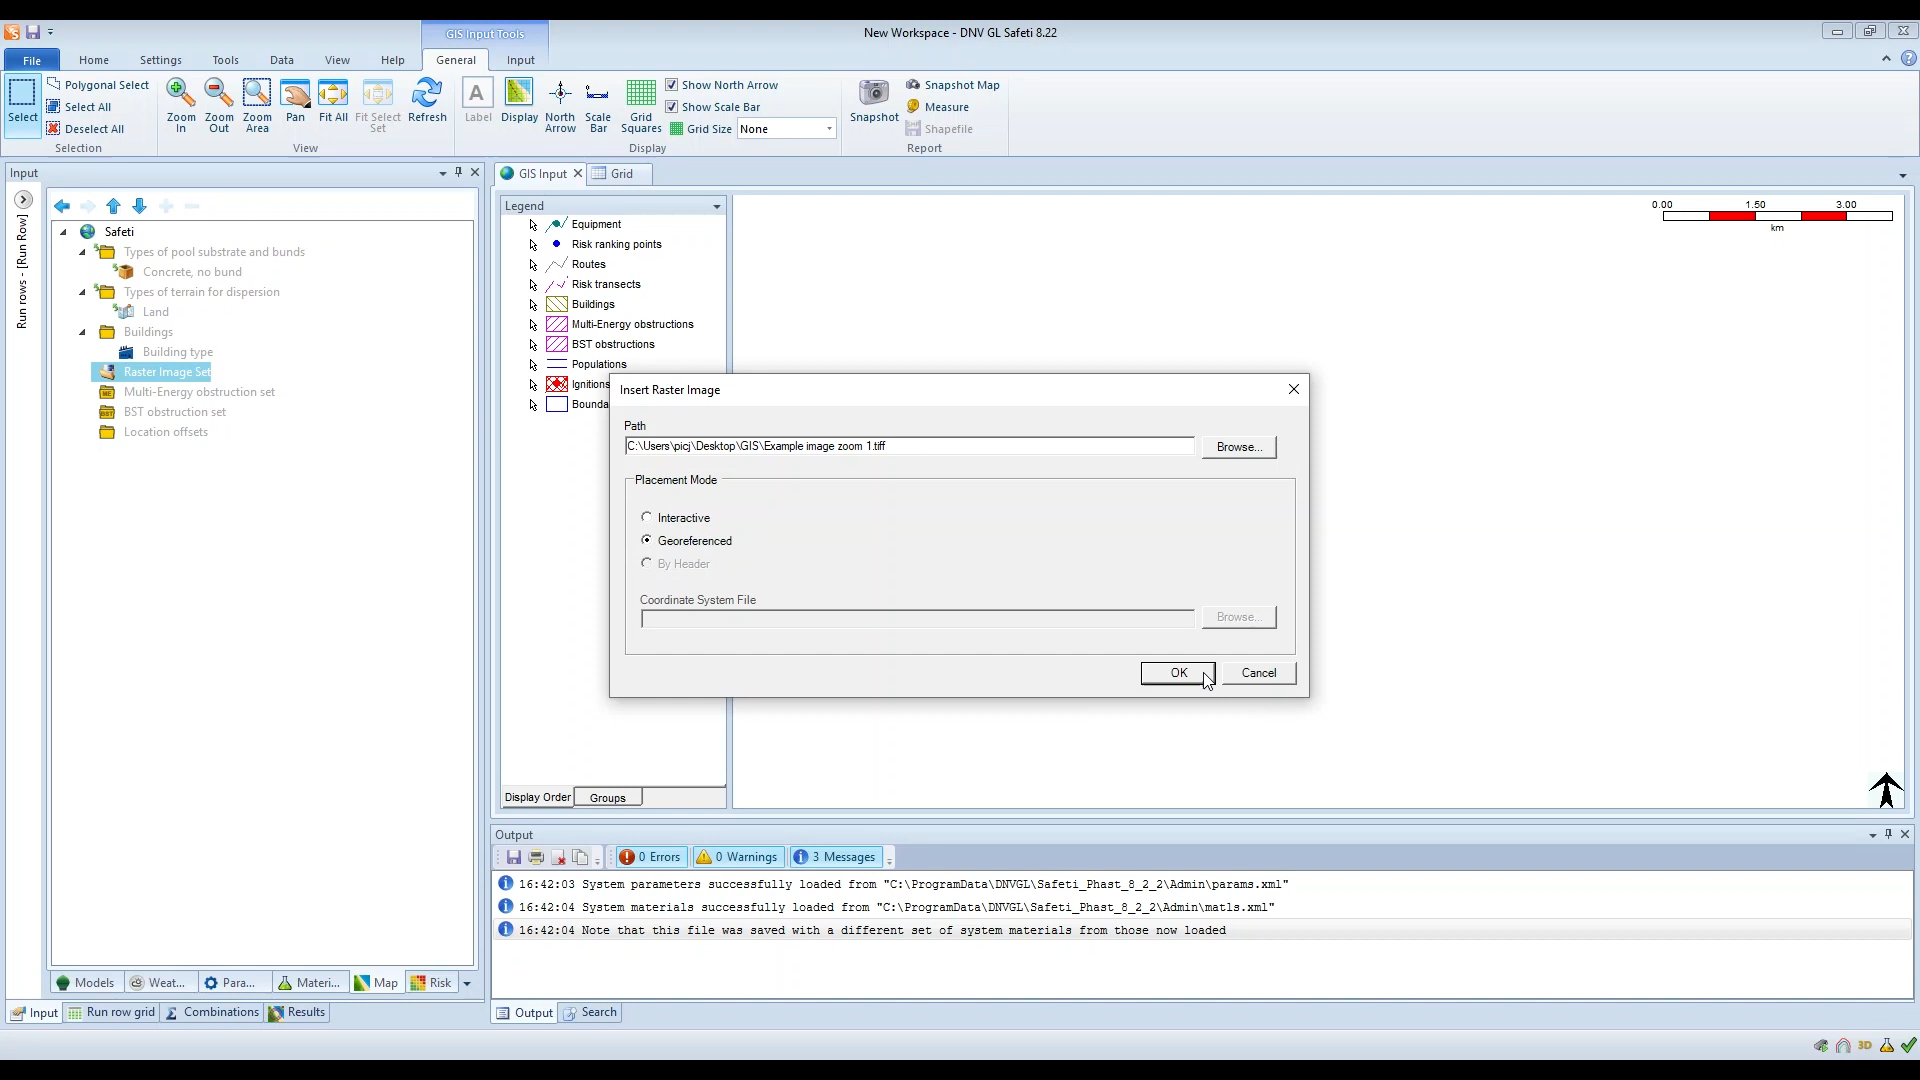 GIS Input Tools
New Workspace - DNV GL Safeti 8.22
File Home Settings Tools Data View Help General Input
Select
Polygonal Select
Select All
Deselect All
Selection
Zoom In
Zoom Out
Zoom Area
Pan
Fit All
Fit Select Set
Refresh
View
A
Label
Display
North Arrow
Scale Bar
Grid Squares
Show North Arrow
Show Scale Bar
Grid Size None
Display
Snapshot
Snapshot Map
Measure
Shapefile
Report
Input
Run rows - [Run Row]
Safeti
Types of pool substrate and bunds
Concrete, no bund
Types of terrain for dispersion
Land
Buildings
Building type
Raster Image Set
Multi-Energy obstruction set
BST obstruction set
Location offsets
Models Weat... Para... Materi... Map Risk
Input Run row grid Combinations Results
GIS Input Grid
Legend
Equipment
Risk ranking points
Routes
Risk transects
Buildings
Multi-Energy obstructions
BST obstructions
Populations
Ignitions
Bounda
Display Order Groups
0.00 1.50 3.00
km
Insert Raster Image
Path
C:\Users\picj\Desktop\GIS\Example image zoom 1.tiff
Browse...
Placement Mode
Interactive
Georeferenced
By Header
Coordinate System File
Browse...
OK Cancel
Output
0 Errors 0 Warnings 3 Messages
16:42:03 System parameters successfully loaded from "C:\ProgramData\DNVGL\Safeti_Phast_8_2_2\Admin\params.xml"
16:42:04 System materials successfully loaded from "C:\ProgramData\DNVGL\Safeti_Phast_8_2_2\Admin\matls.xml"
16:42:04 Note that this file was saved with a different set of system materials from those now loaded
Output Search
3D